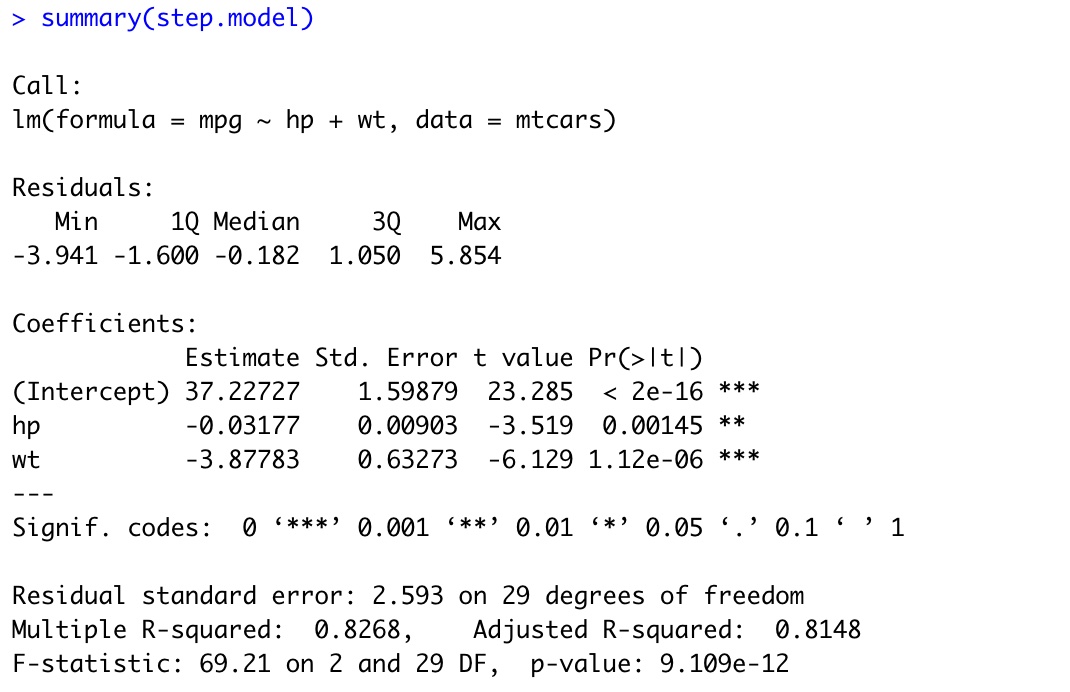 > summary(step.model)

Call:
lm(formula = mpg ~ hp + wt, data = mtcars)

Residuals:
   Min     1Q Median     3Q    Max
-3.941 -1.600 -0.182  1.050  5.854

Coefficients:
            Estimate Std. Error t value Pr(>|t|)
(Intercept) 37.22727    1.59879  23.285  < 2e-16 ***
hp          -0.03177    0.00903  -3.519  0.00145 **
wt          -3.87783    0.63273  -6.129 1.12e-06 ***
---
Signif. codes:  0 ‘***’ 0.001 ‘**’ 0.01 ‘*’ 0.05 ‘.’ 0.1 ‘ ’ 1

Residual standard error: 2.593 on 29 degrees of freedom
Multiple R-squared:  0.8268,    Adjusted R-squared:  0.8148
F-statistic: 69.21 on 2 and 29 DF,  p-value: 9.109e-12